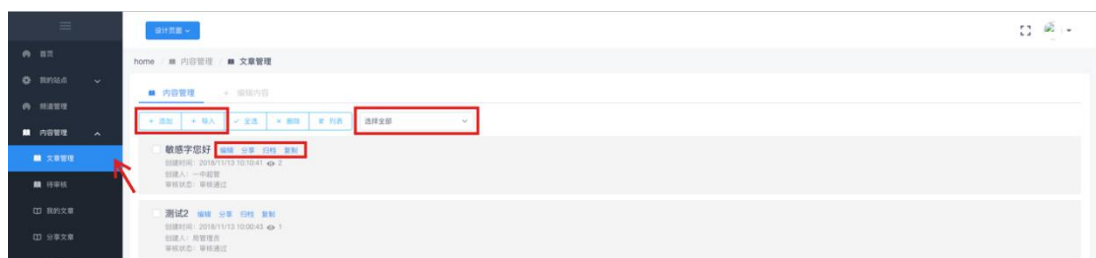 设计页面
首页
home / 内容管理 / 文章管理
我的站点
内容管理 + 编辑内容
频道管理
+ 添加 + 导入 ✓ 全选 × 删除 列表 选择全部
内容管理
敏感字您好 编辑 分享 归档 复制
文章管理
创建时间：2018/11/13 10:10:41 2
创建人：一中超管
待审核
审核状态：审核通过
我的文章
测试2 编辑 分享 归档 复制
创建时间：2018/11/13 10:00:43 1
分享文章
创建人：局管理员
审核状态：审核通过